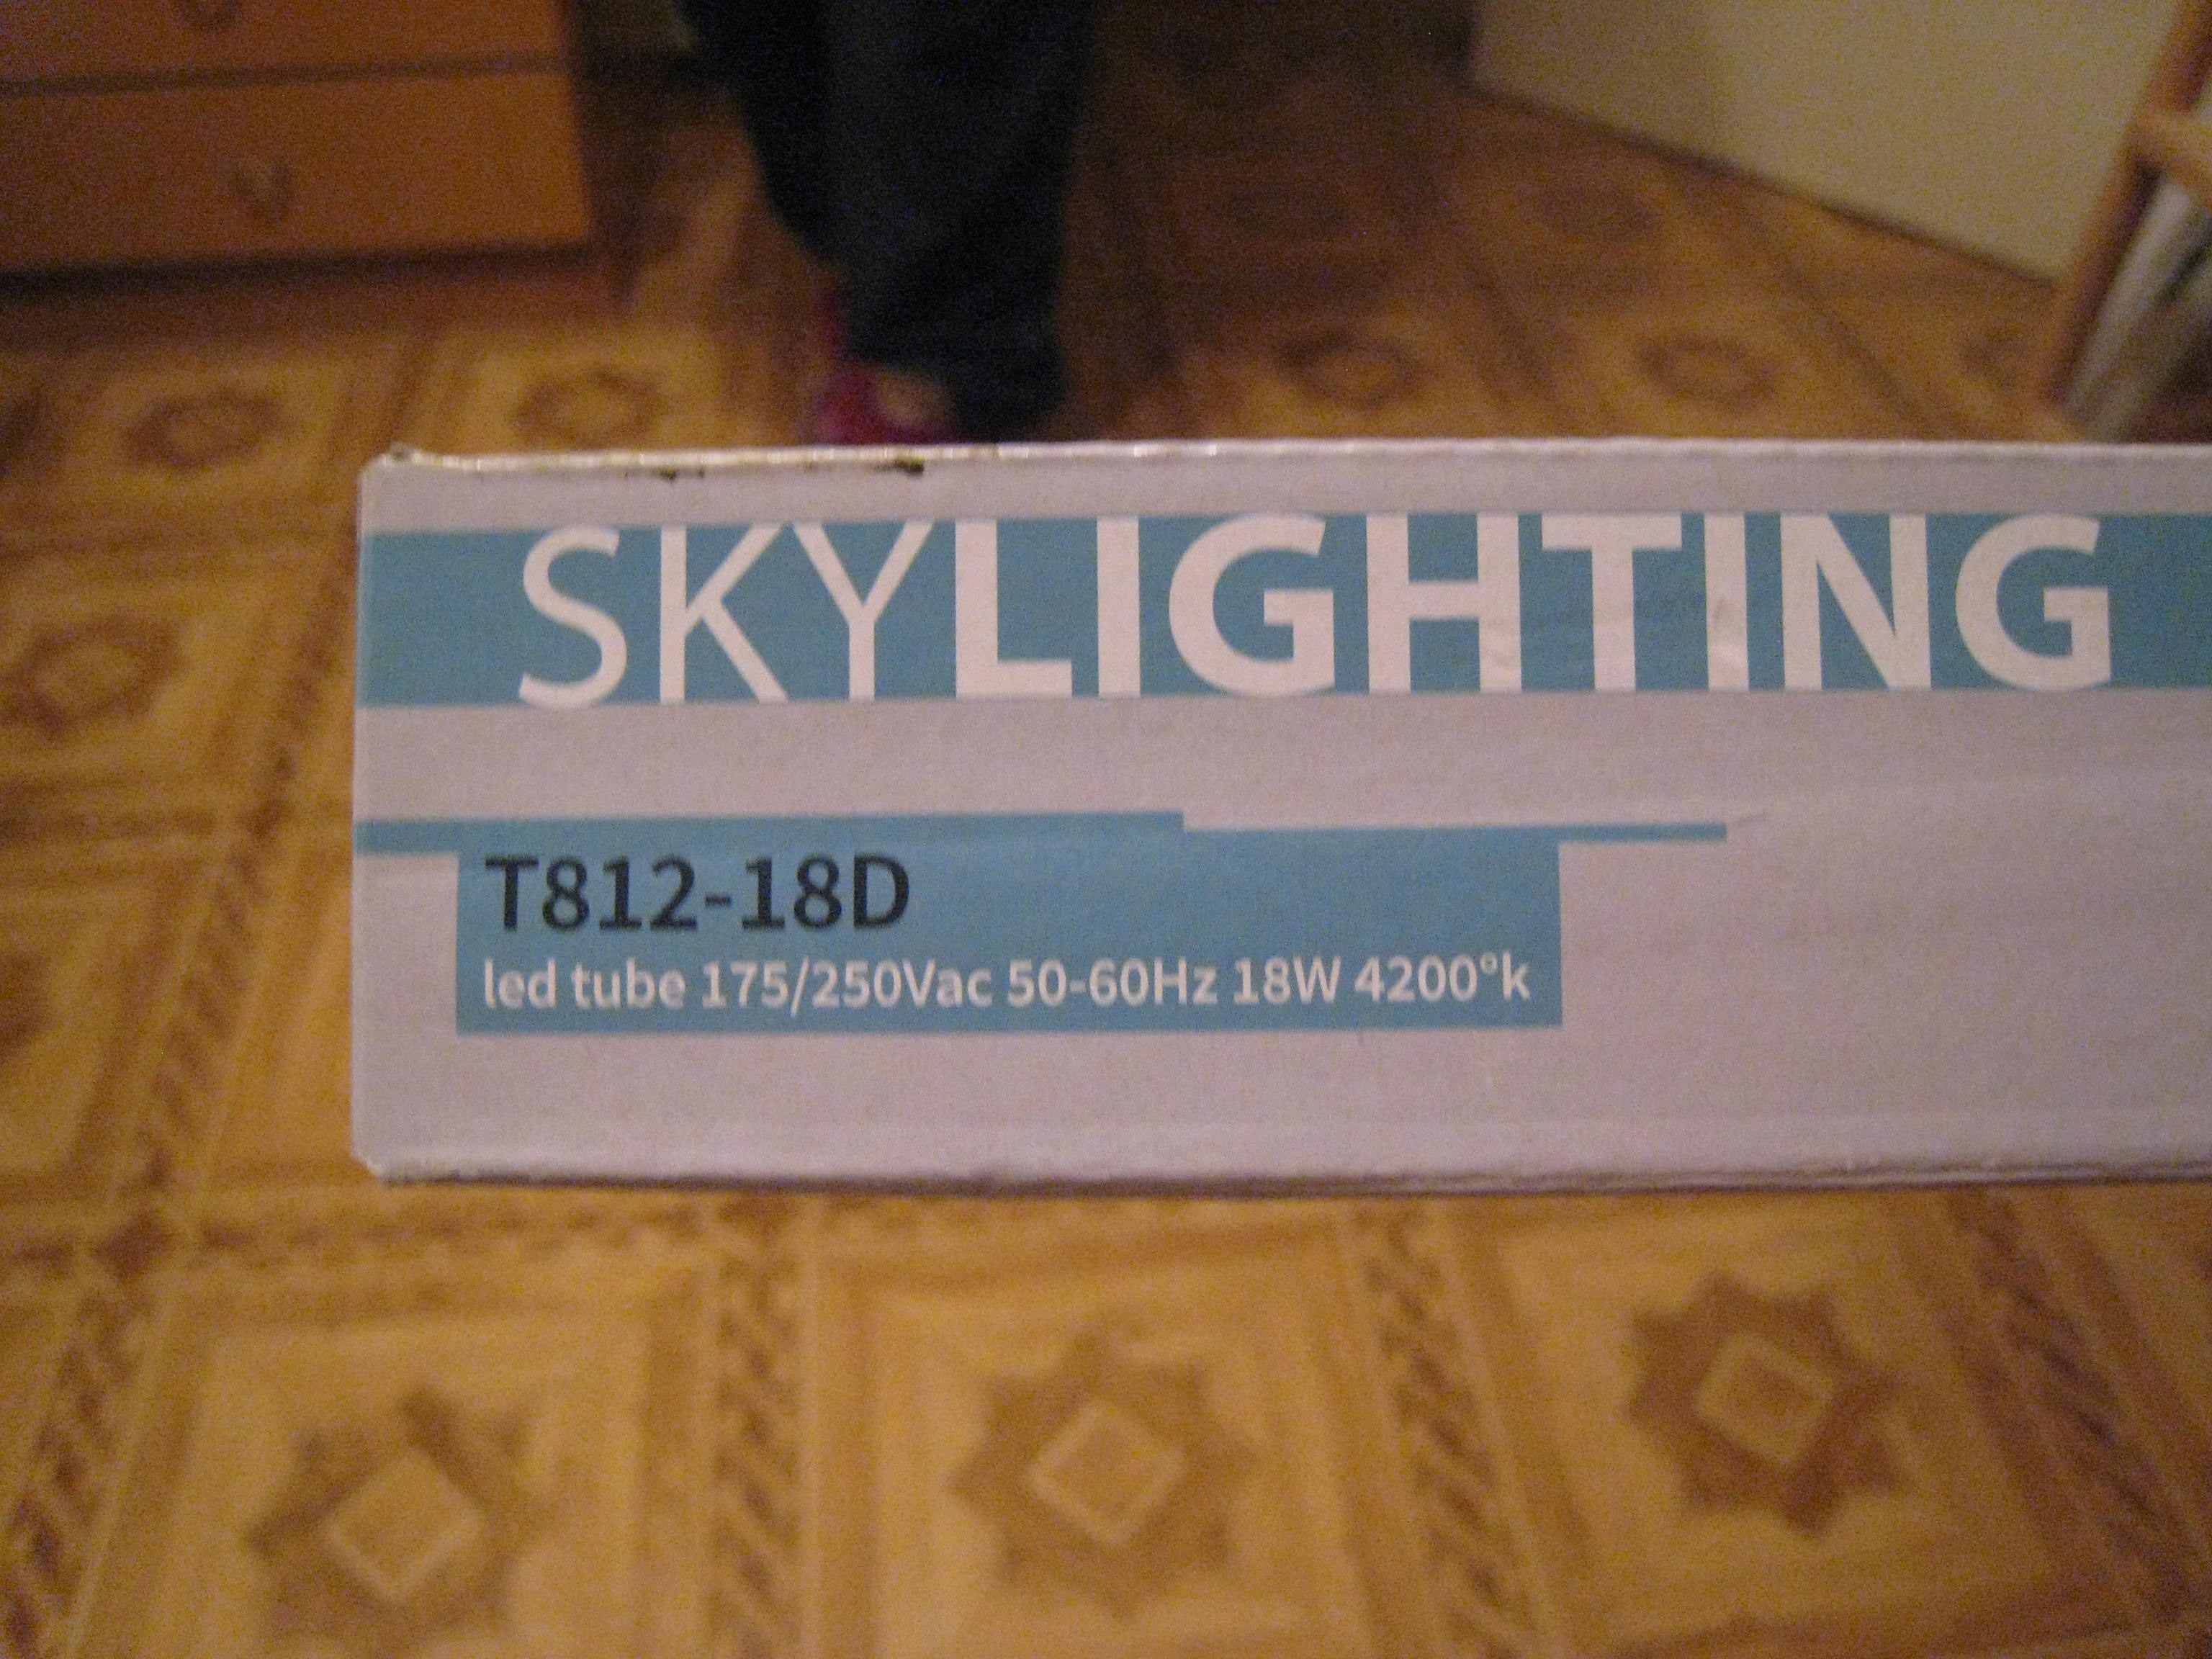 SKYLIGHTING
T812-18D
led tube 175/250Vac 50-60Hz 18W 4200°k